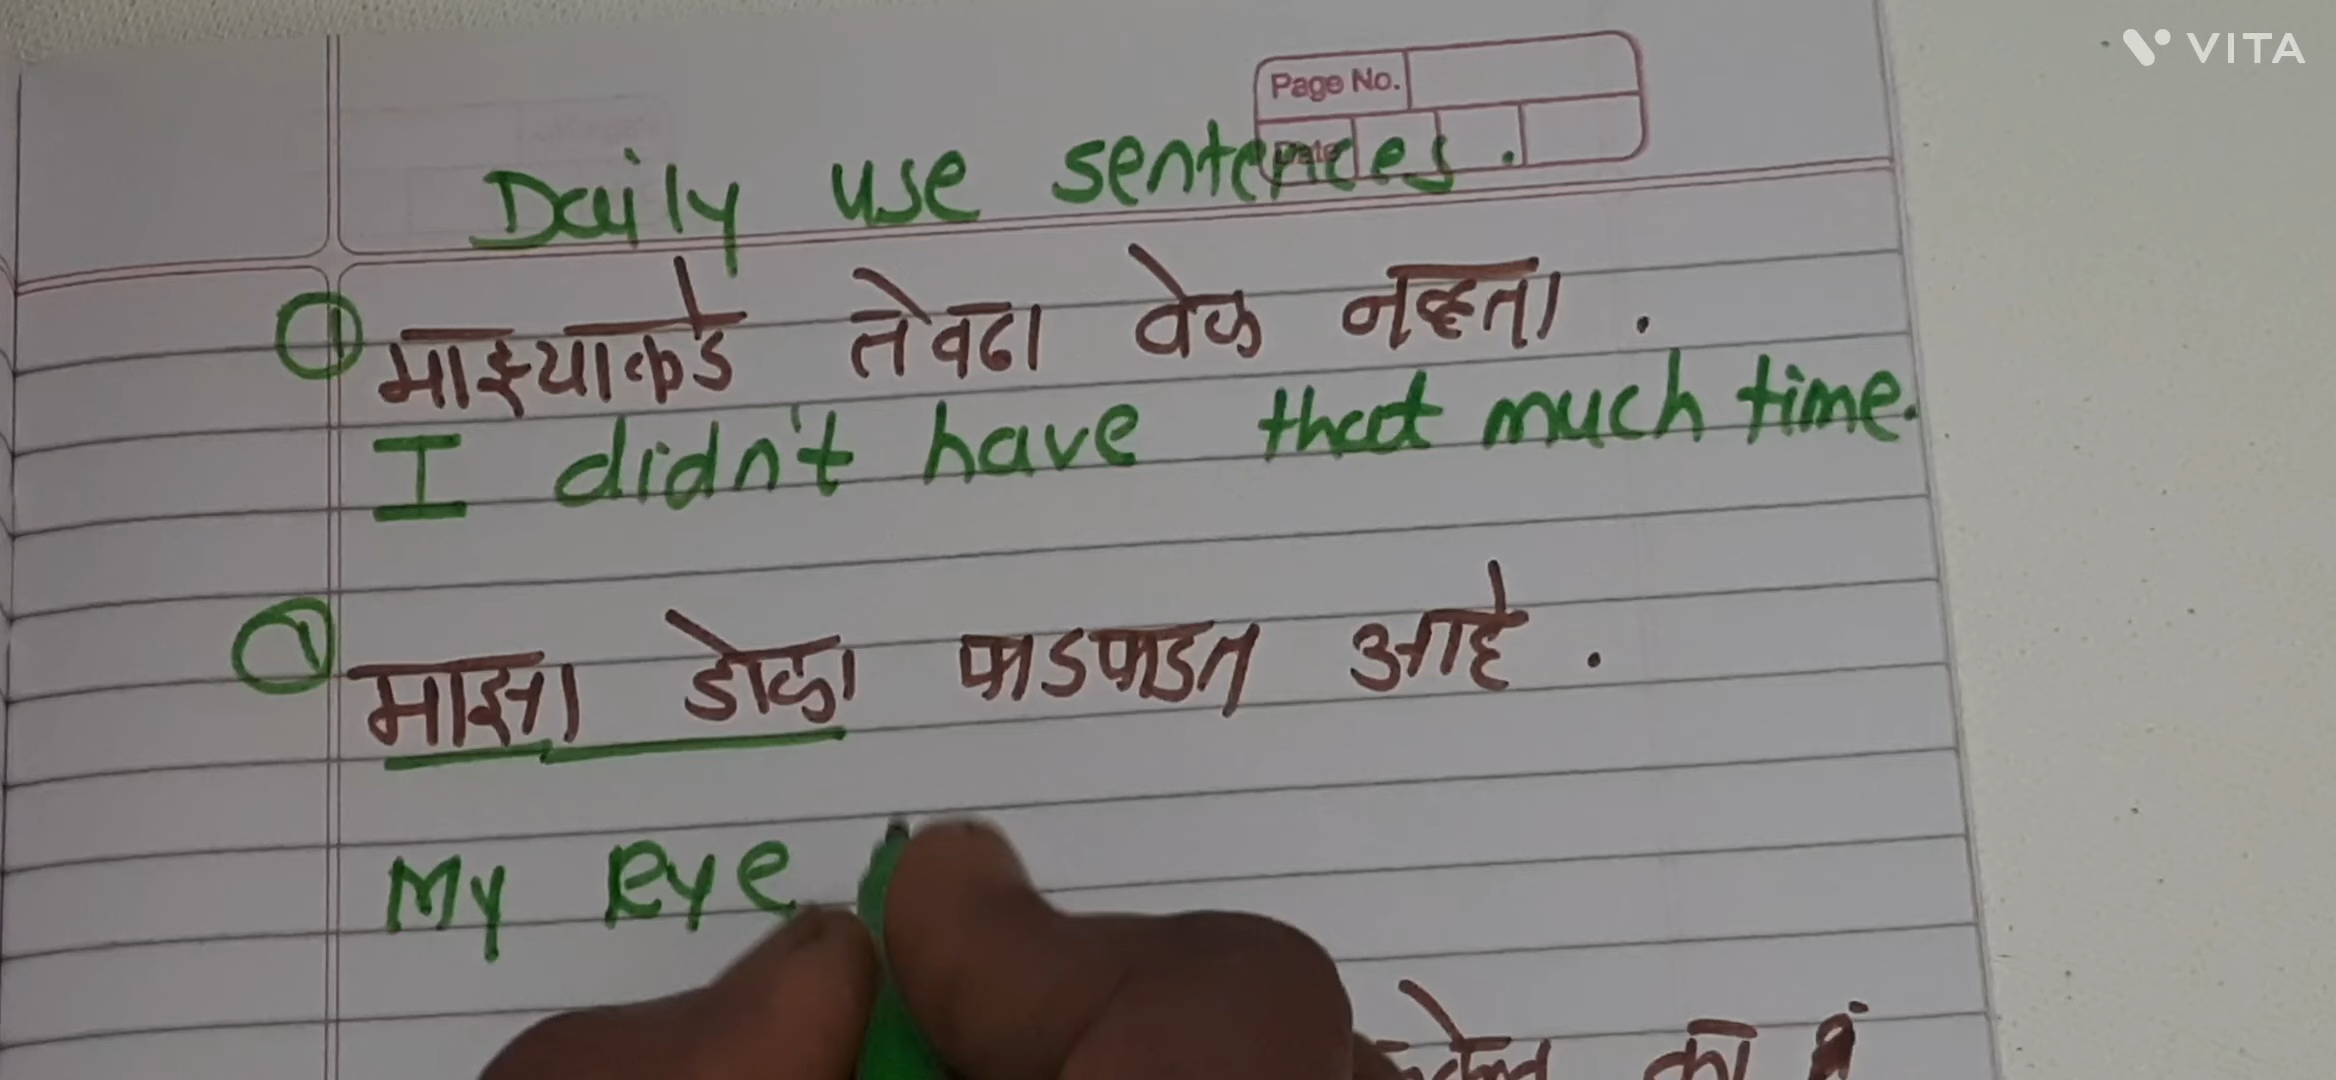 VITA
Page No.
Date
Daily use sentences.
① माझ्याकडे तेवढा वेळ नव्हता.
I didn't have that much time.
माझा डोळा फडफडत आहे.
My eye
का